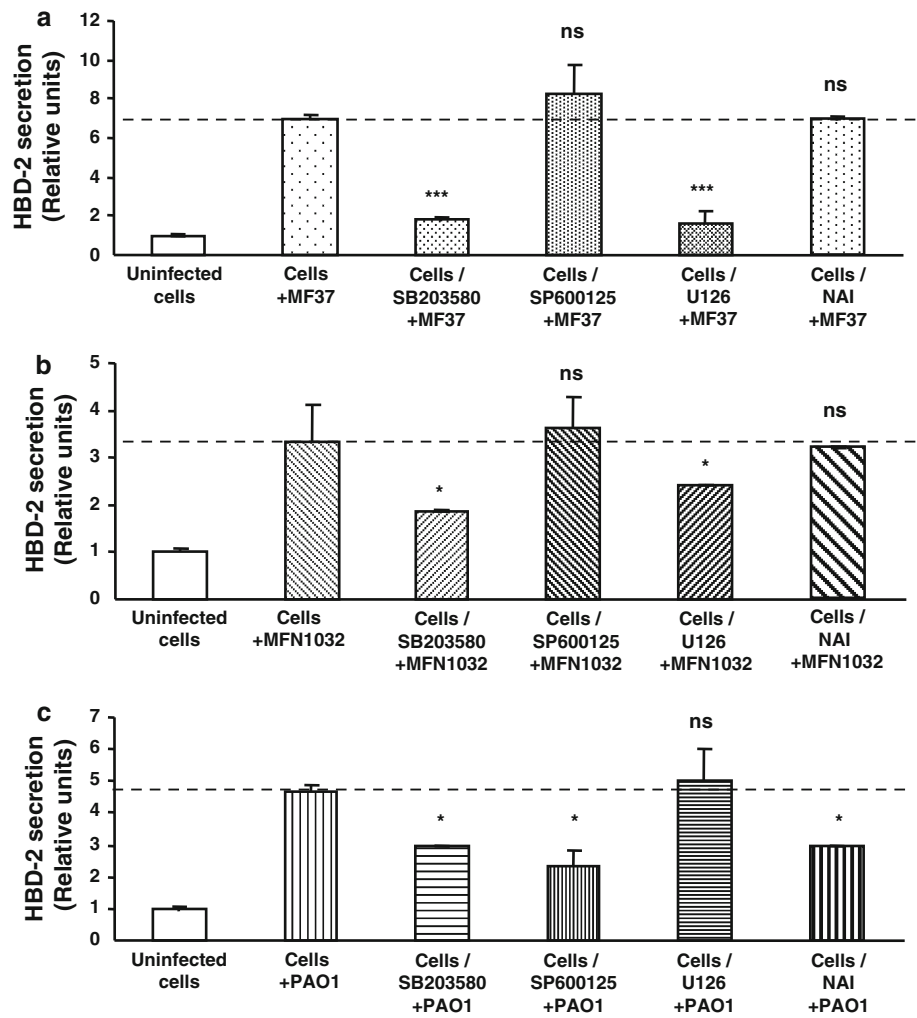 a
HBD-2 secretion
(Relative units)
12
10
8
6
4
2
0
ns
ns
***
***
Uninfected
cells
Cells
+MF37
Cells /
SB203580
+MF37
Cells /
SP600125
+MF37
Cells /
U126
+MF37
Cells /
NAI
+MF37
b
HBD-2 secretion
(Relative units)
5
4
3
2
1
0
ns
ns
*
*
Uninfected
cells
Cells
+MFN1032
Cells /
SB203580
+MFN1032
Cells /
SP600125
+MFN1032
Cells /
U126
+MFN1032
Cells /
NAI
+MFN1032
c
HBD-2 secretion
(Relative units)
7
6
5
4
3
2
1
0
ns
*
*
*
Uninfected
cells
Cells
+PAO1
Cells /
SB203580
+PAO1
Cells /
SP600125
+PAO1
Cells /
U126
+PAO1
Cells /
NAI
+PAO1